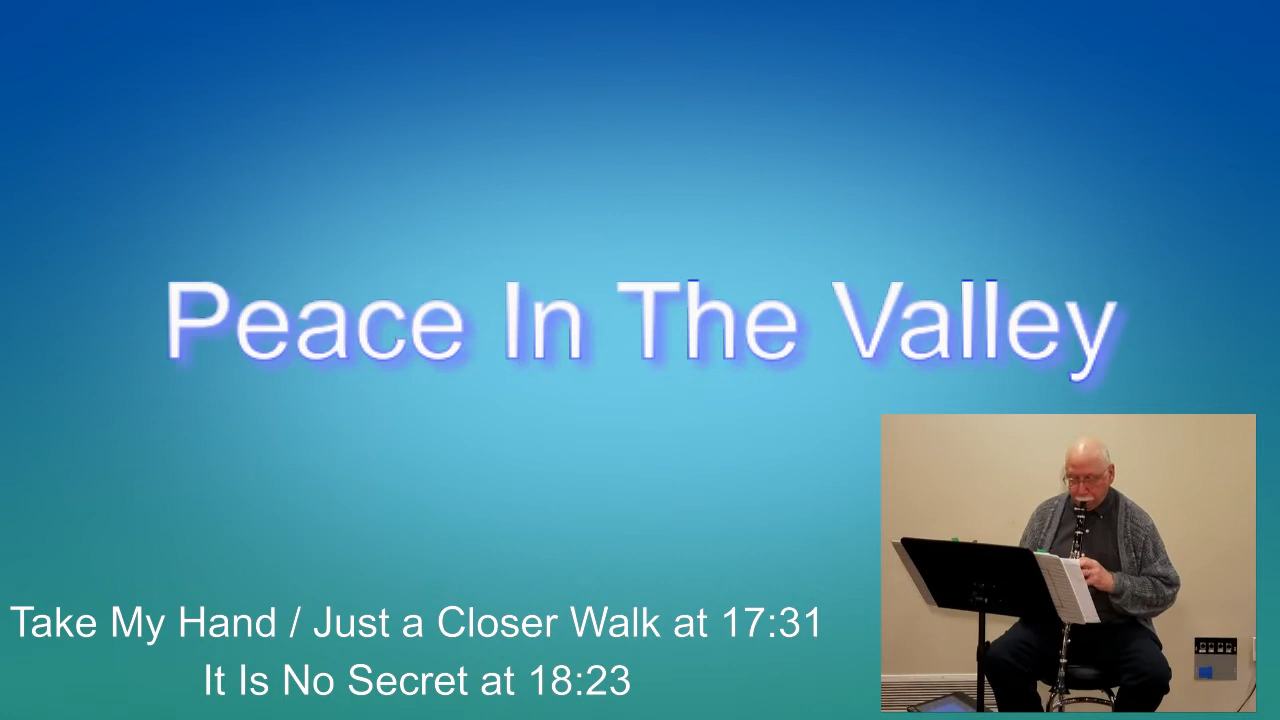 Peace In The Valley
Take My Hand / Just a Closer Walk at 17:31
It Is No Secret at 18:23